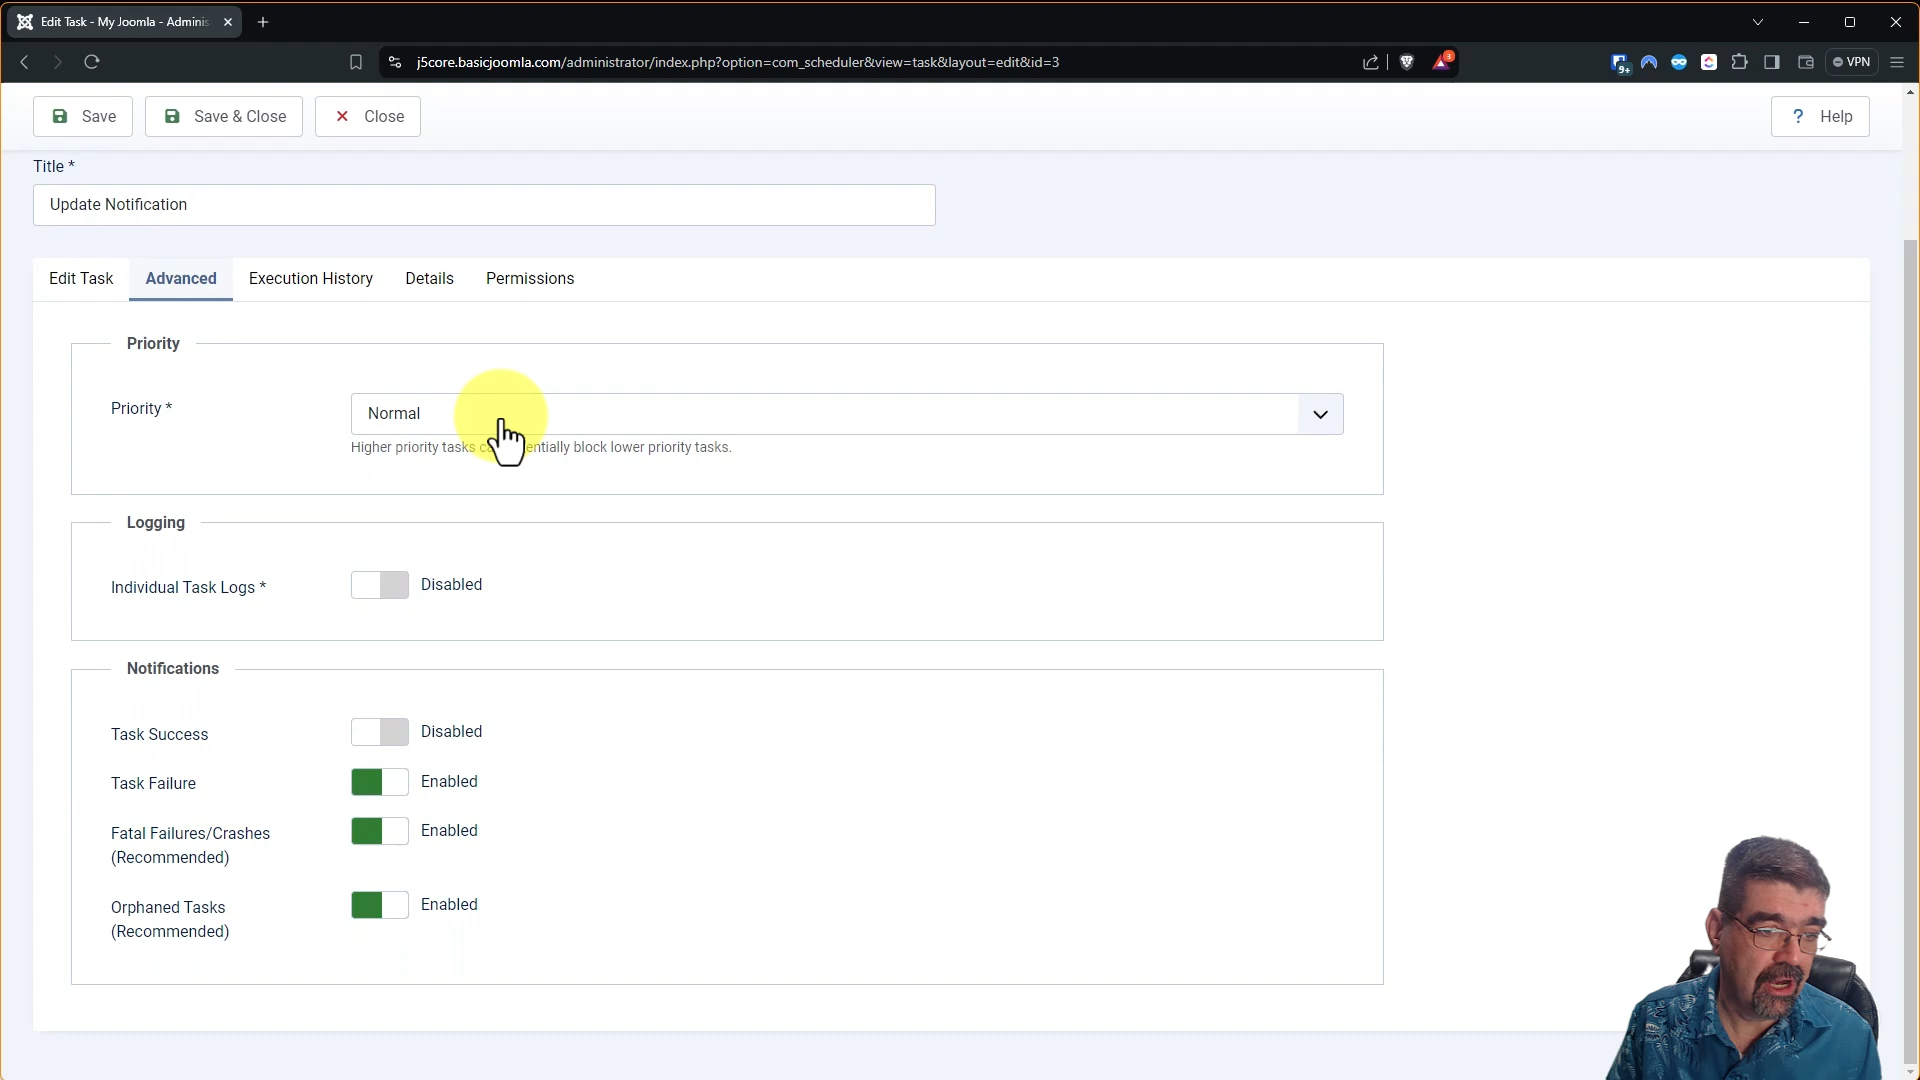 Edit Task - My Joomla - Adminis
j5core.basicjoomla.com/administrator/index.php?option=com_scheduler&view=task&layout=edit&id=3
3
9+
VPN
Save
Save & Close
Close
? Help
Title *
Update Notification
Edit Task
Advanced
Execution History
Details
Permissions
Priority
Priority *
Normal
Higher priority tasks entially block lower priority tasks.
Logging
Individual Task Logs *
Disabled
Notifications
Task Success
Disabled
Task Failure
Enabled
Fatal Failures/Crashes
(Recommended)
Enabled
Orphaned Tasks
(Recommended)
Enabled